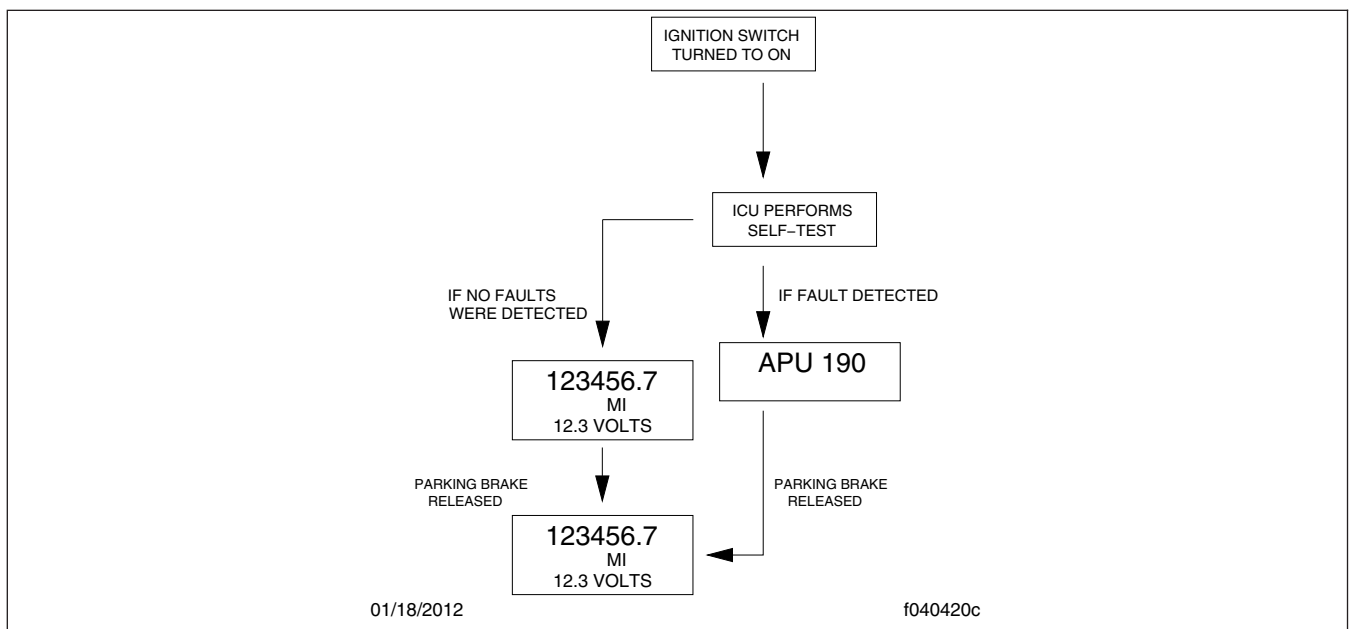 IGNITION SWITCH
TURNED TO ON
ICU PERFORMS
SELF−TEST
IF NO FAULTS
WERE DETECTED
IF FAULT DETECTED
123456.7
MI
12.3 VOLTS
APU 190
PARKING BRAKE
RELEASED
PARKING BRAKE
RELEASED
123456.7
MI
12.3 VOLTS
01/18/2012
f040420c